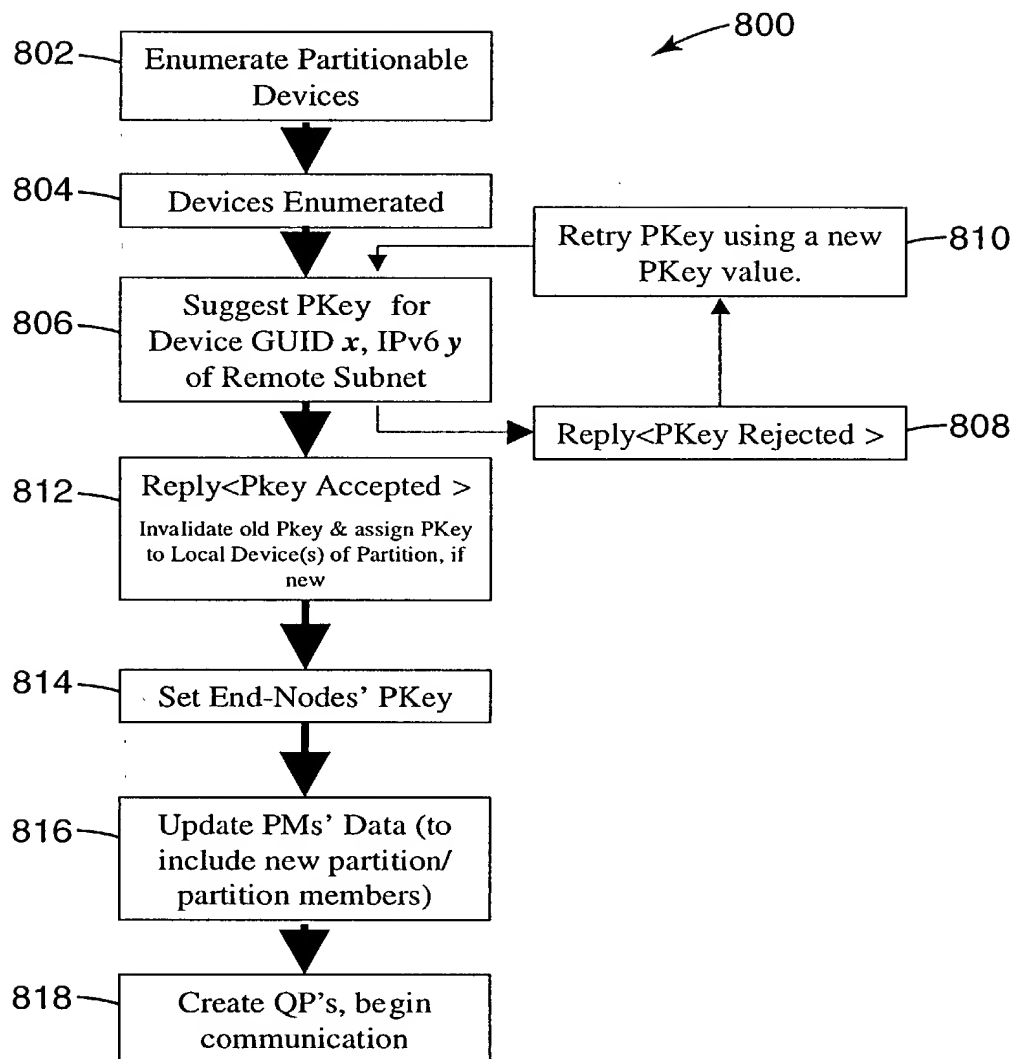 800
802
Enumerate Partitionable
Devices
804
Devices Enumerated
Retry PKey using a new
PKey value.
810
806
Suggest PKey for
Device GUID x, IPv6 y
of Remote Subnet
Reply<PKey Rejected >
808
812
Reply<Pkey Accepted >
Invalidate old Pkey & assign PKey
to Local Device(s) of Partition, if
new
814
Set End-Nodes' PKey
816
Update PMs' Data (to
include new partition/
partition members)
818
Create QP's, begin
communication